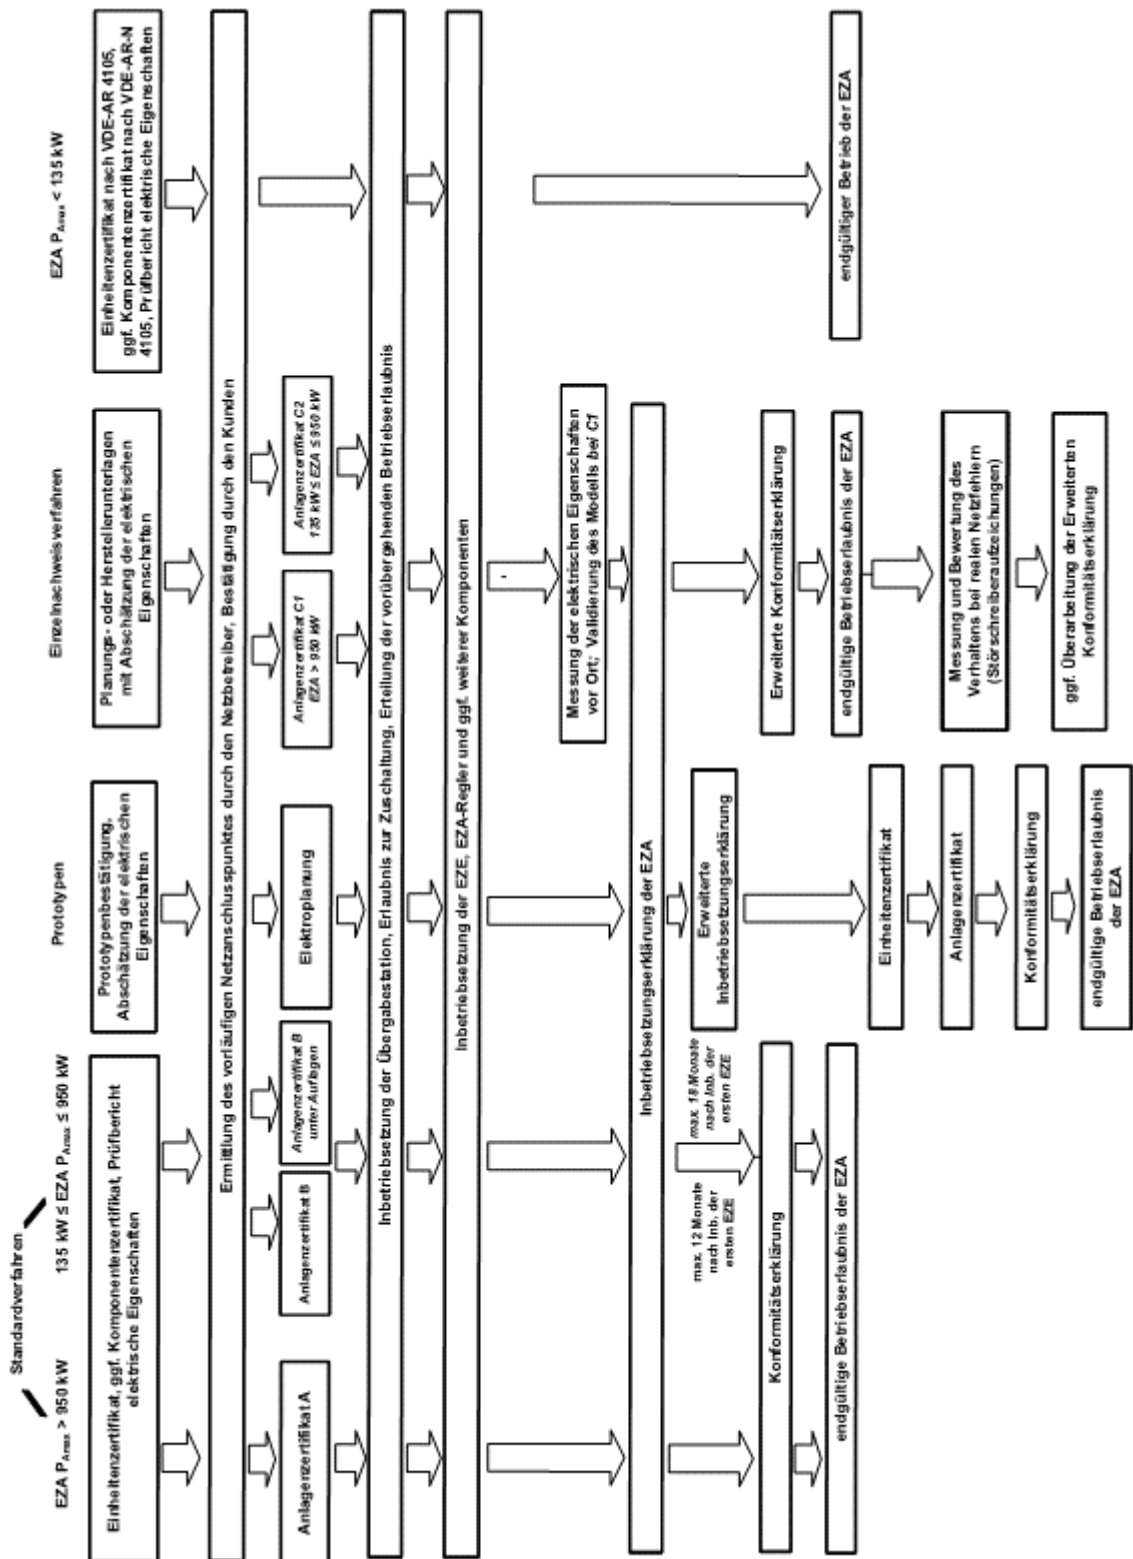 Standardverfahren
EZA P_Amax > 950 kW
135 kW ≤ EZA P_Amax ≤ 950 kW
Prototypen
Einzelnachweisverfahren
EZA P_Amax < 135 kW
Einheitenzertifikat, ggf. Komponentenzertifikat, Prüfbericht
elektrische Eigenschaften
Prototypenbestätigung,
Abschätzung der elektrischen
Eigenschaften
Planungs- oder Herstellerunterlagen
mit Abschätzung der elektrischen
Eigenschaften
Einheitenzertifikat nach VDE-AR 4105,
ggf. Komponentenzertifikat nach VDE-AR-N
4105, Prüfbericht elektrische Eigenschaften
Ermittlung des vorläufigen Netzanschlusspunktes durch den Netzbetreiber, Bestätigung durch den Kunden
Anlagenzertifikat A
Anlagenzertifikat B
Anlagenzertifikat B
unter Auflagen
Elektroplanung
Anlagenzertifikat C1
EZA > 950 kW
Anlagenzertifikat C2
135 kW ≤ EZA ≤ 950 kW
Inbetriebsetzung der Übergabestation, Erlaubnis zur Zuschaltung, Erteilung der vorübergehenden Betriebserlaubnis
Inbetriebsetzung der EZE, EZA-Regler und ggf. weiterer Komponenten
Messung der elektrischen Eigenschaften
vor Ort; Validierung des Modells bei C1
Inbetriebsetzungserklärung der EZA
max. 12 Monate
nach Inb. der
ersten EZE
max. 18 Monate
nach Inb. der
ersten EZE
Erweiterte
Inbetriebsetzungserklärung
Konformitätserklärung
Erweiterte Konformitätserklärung
endgültige Betriebserlaubnis der EZA
Einheitenzertifikat
endgültige Betriebserlaubnis der EZA
endgültiger Betrieb der EZA
Anlagenzertifikat
Messung und Bewertung des
Verhaltens bei realen Netzfehlern
(Störschreiberaufzeichungen)
Konformitätserklärung
ggf. Überarbeitung der Erweiterten
Konformitätserklärung
endgültige Betriebserlaubnis
der EZA